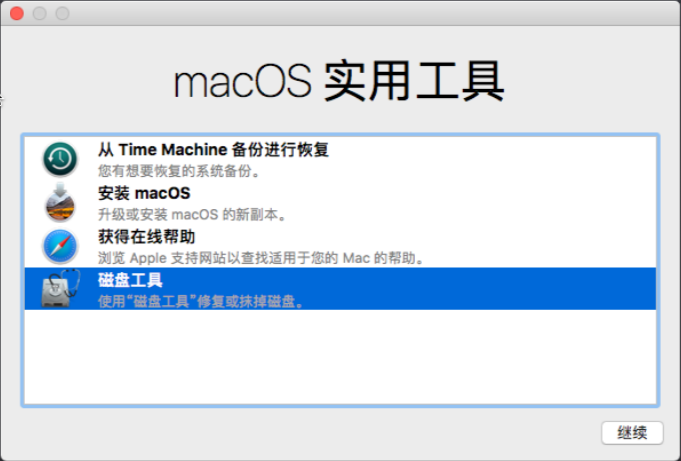 macOS 实用工具
从 Time Machine 备份进行恢复
您有想要恢复的系统备份。
安装 macOS
升级或安装 macOS 的新副本。
获得在线帮助
浏览 Apple 支持网站以查找适用于您的 Mac 的帮助。
磁盘工具
使用“磁盘工具”修复或抹掉磁盘。
继续